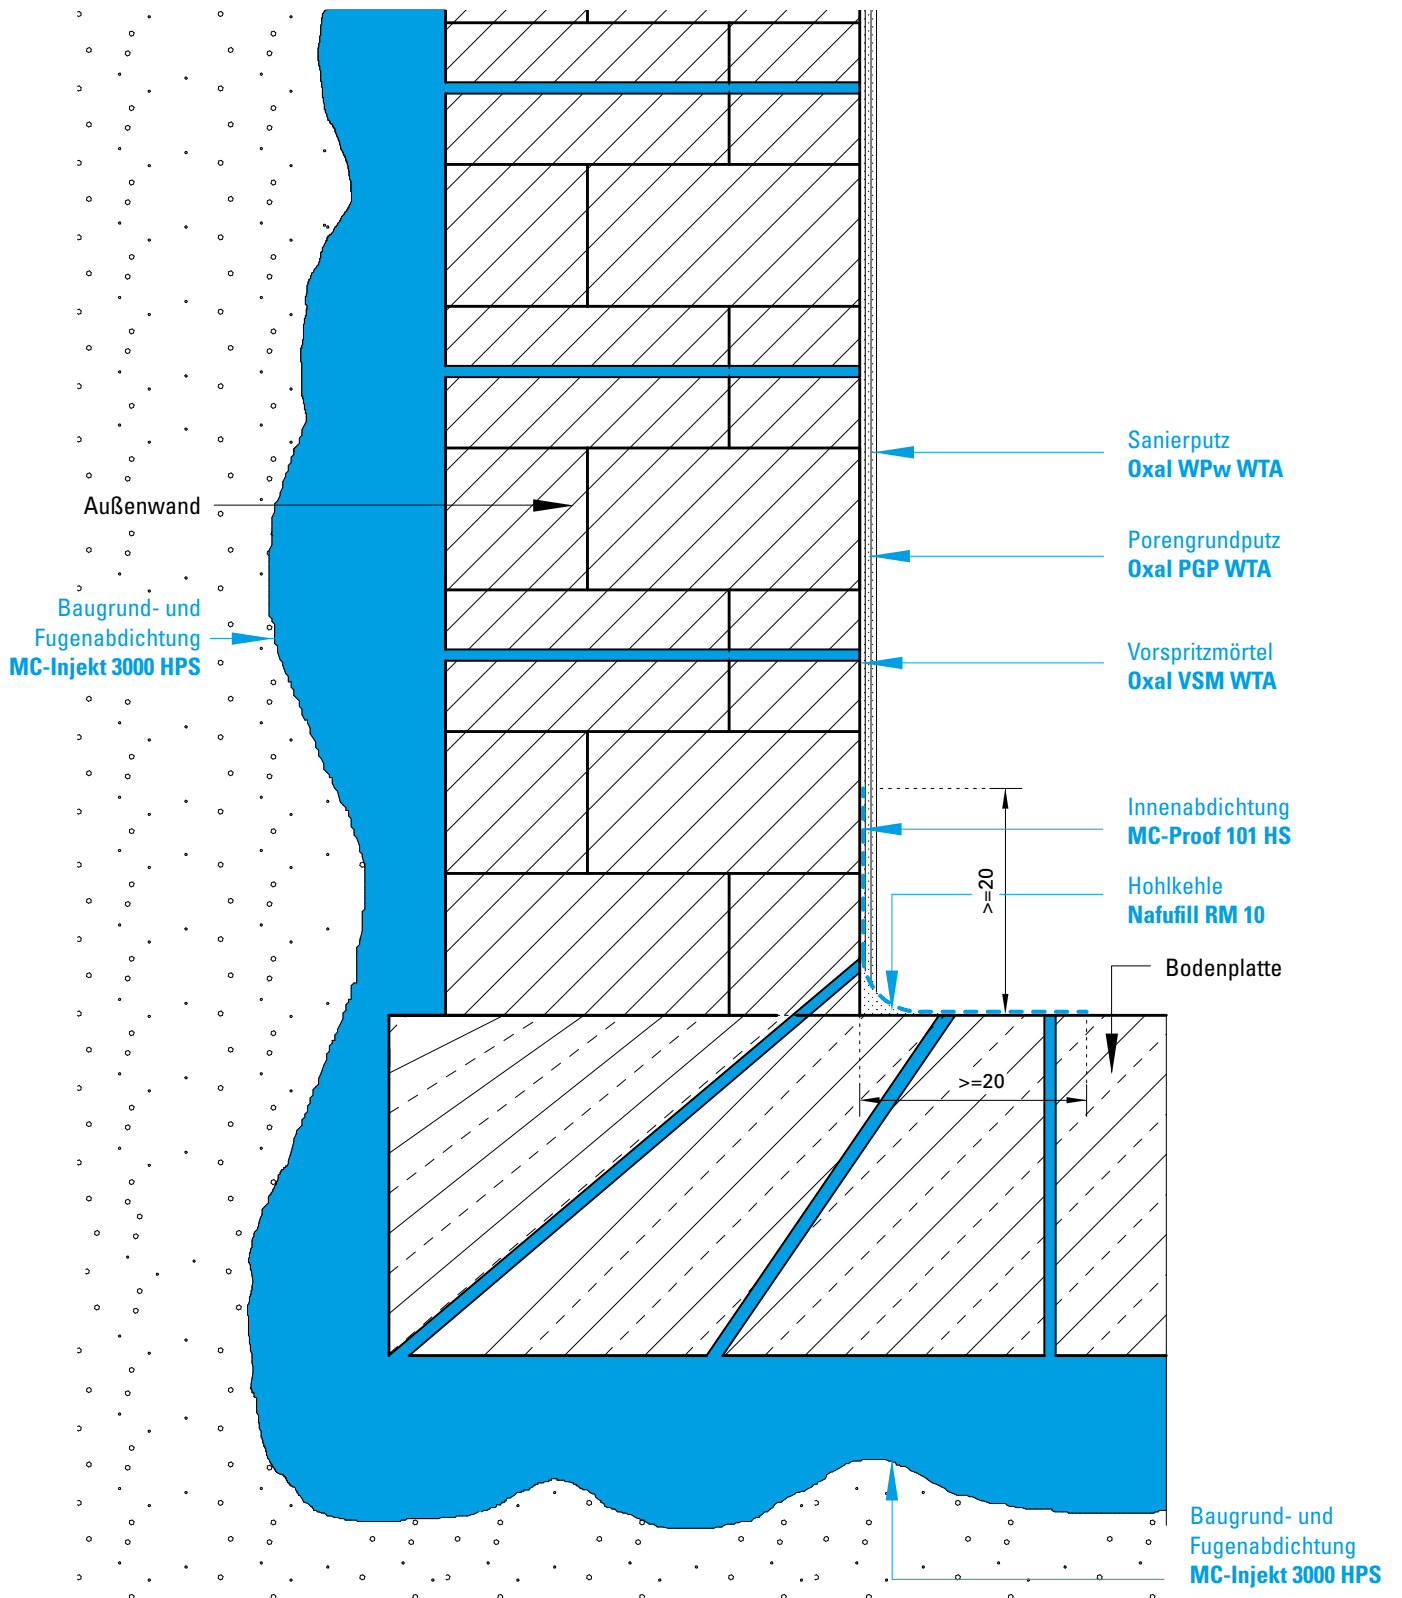 Sanierputz
Oxal WPw WTA
Außenwand
Porengrundputz
Oxal PGP WTA
Baugrund- und
Fugenabdichtung
MC-Injekt 3000 HPS
Vorspritzmörtel
Oxal VSM WTA
Innenabdichtung
MC-Proof 101 HS
>=20
Hohlkehle
Nafufill RM 10
Bodenplatte
>=20
Baugrund- und
Fugenabdichtung
MC-Injekt 3000 HPS